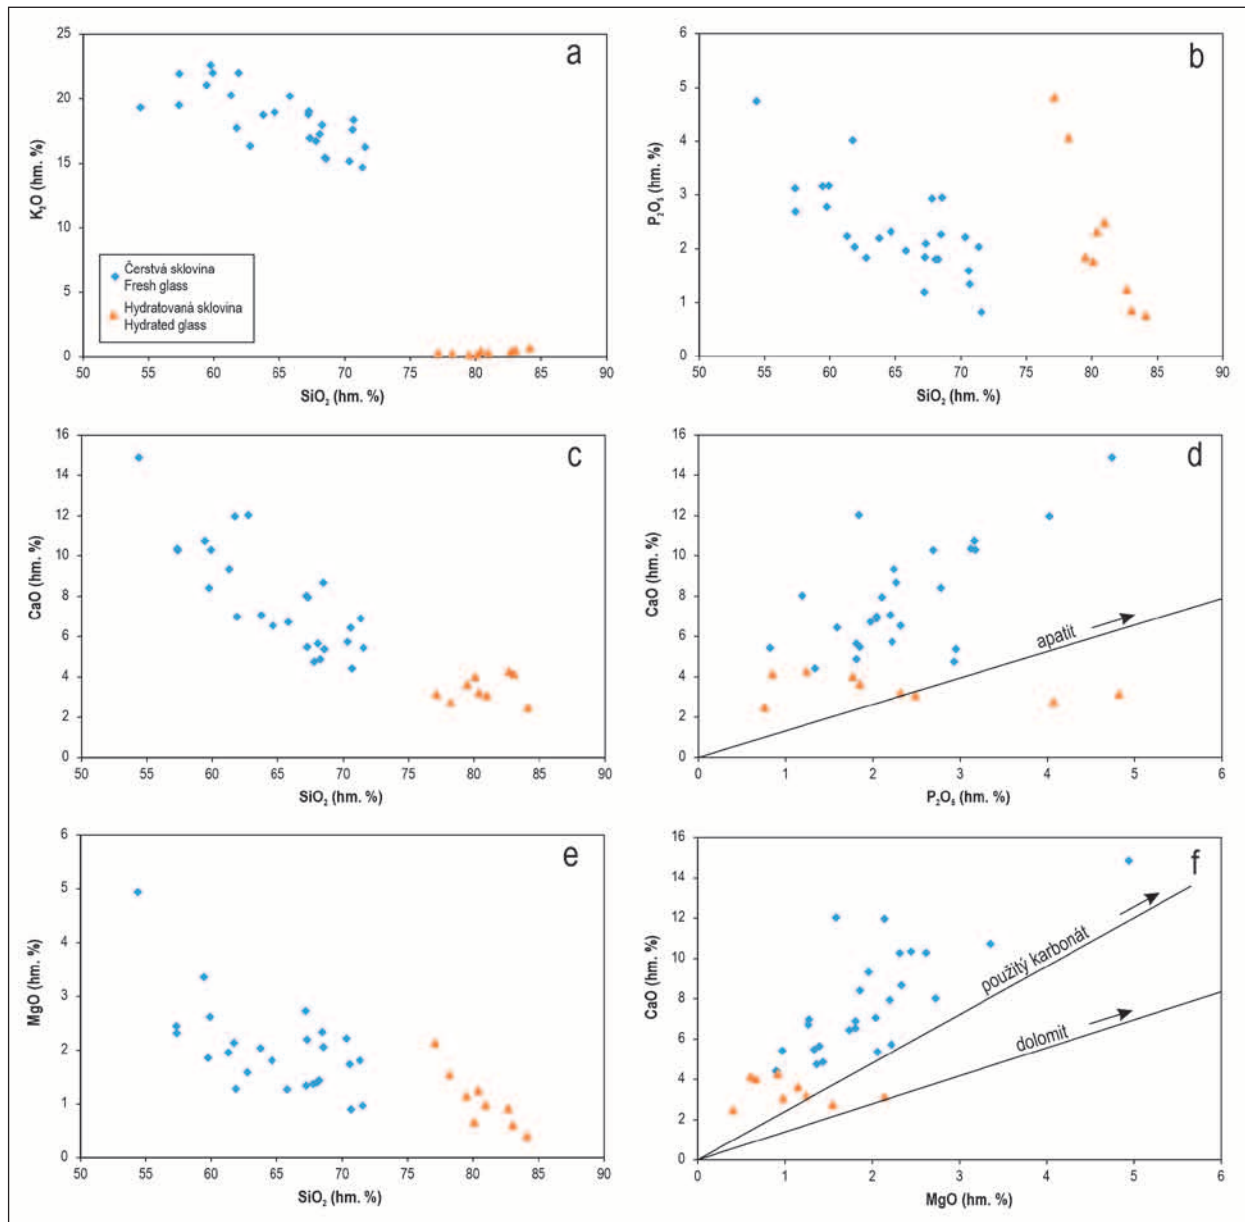 a
25
20
15
10
5
0
K₂O (hm. %)
Čerstvá sklovina
Fresh glass
Hydratovaná sklovina
Hydrated glass
50 55 60 65 70 75 80 85 90
SiO₂ (hm. %)
b
6
5
4
3
2
1
0
P₂O₅ (hm. %)
50 55 60 65 70 75 80 85 90
SiO₂ (hm. %)
c
16
14
12
10
8
6
4
2
0
CaO (hm. %)
50 55 60 65 70 75 80 85 90
SiO₂ (hm. %)
d
16
14
12
10
8
6
4
2
0
CaO (hm. %)
apatit
0 1 2 3 4 5 6
P₂O₅ (hm. %)
e
6
5
4
3
2
1
0
MgO (hm. %)
50 55 60 65 70 75 80 85 90
SiO₂ (hm. %)
f
16
14
12
10
8
6
4
2
0
CaO (hm. %)
použitý karbonát
dolomit
0 1 2 3 4 5 6
MgO (hm. %)